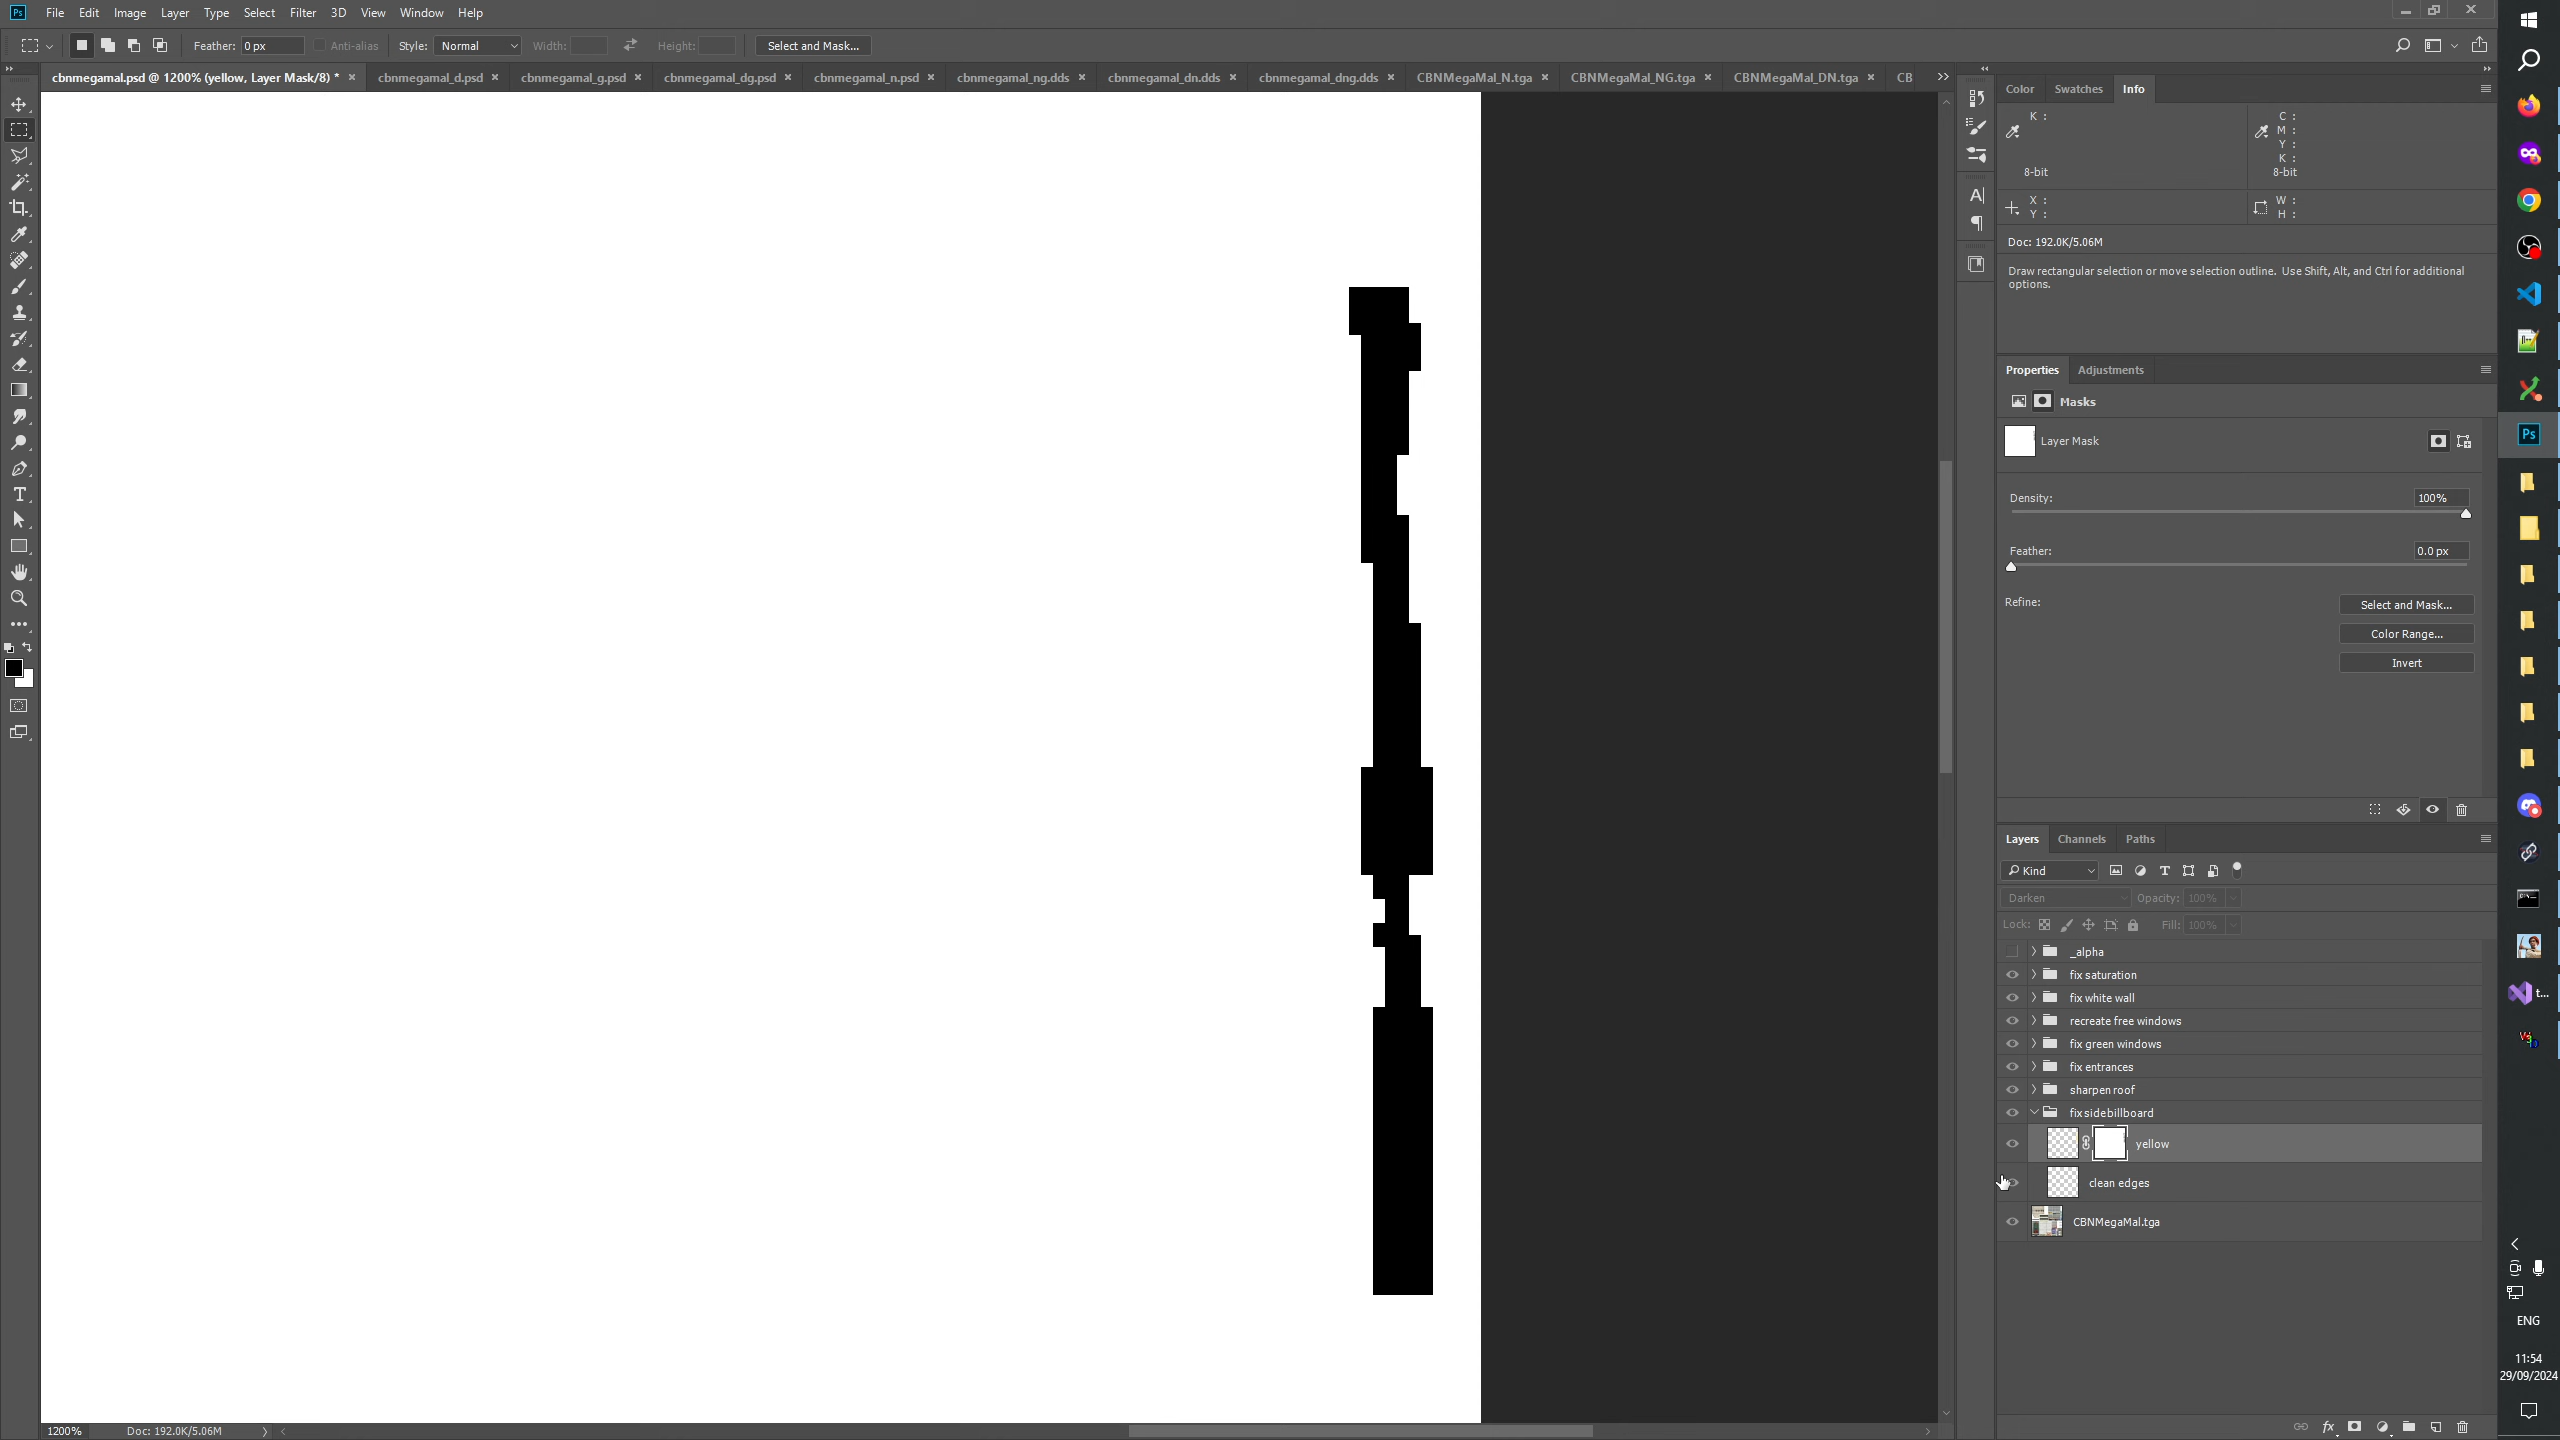 Ps File Edit Image Layer Type Select Filter 3D View Window Help
Feather: 0 px Anti-alias Style: Normal Width: Height: Select and Mask...
cbnmegamal.psd @ 1200% (yellow, Layer Mask/8) * cbnmegamal_d.psd cbnmegamal_g.psd cbnmegamal_dg.psd cbnmegamal_n.psd cbnmegamal_ng.dds cbnmegamal_dn.dds cbnmegamal_dng.dds CBNMegaMal_N.tga CBNMegaMal_NG.tga CBNMegaMal_DN.tga CB
Color Swatches Info
K :
C :
M :
Y :
K :
8-bit 8-bit
X :
Y :
W :
H :
Doc: 192.0K/5.06M
Draw rectangular selection or move selection outline. Use Shift, Alt, and Ctrl for additional
options.
Properties Adjustments
Masks
Layer Mask
Density: 100%
Feather: 0.0 px
Refine: Select and Mask...
Color Range...
Invert
Layers Channels Paths
Kind
Darken Opacity: 100%
Lock: Fill: 100%
_alpha
fix saturation
fix white wall
recreate free windows
fix green windows
fix entrances
sharpen roof
fix side billboard
yellow
clean edges
CBNMegaMal.tga
1200% Doc: 192.0K/5.06M
Ps
t...
ENG
11:54
29/09/2024